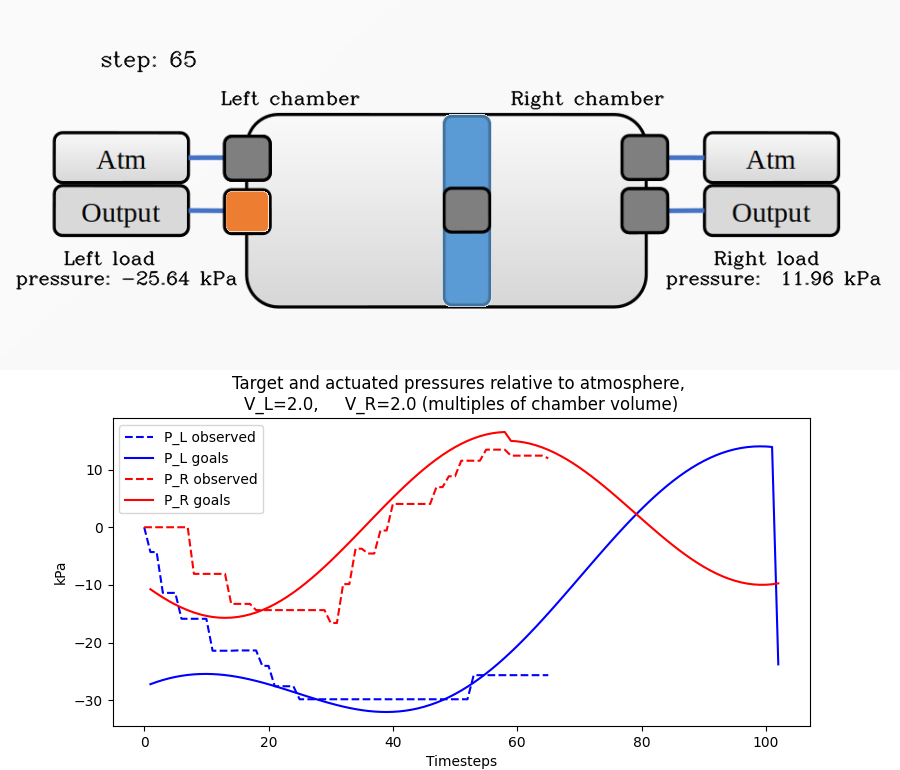 step: 65
Left chamber
Right chamber
Atm
Atm
Output
Output
Left load
pressure: −25.64 kPa
Right load
pressure: 11.96 kPa
Target and actuated pressures relative to atmosphere,
V_L=2.0, V_R=2.0 (multiples of chamber volume)
P_L observed
P_L goals
P_R observed
P_R goals
10
0
−10
−20
−30
kPa
0 20 40 60 80 100
Timesteps